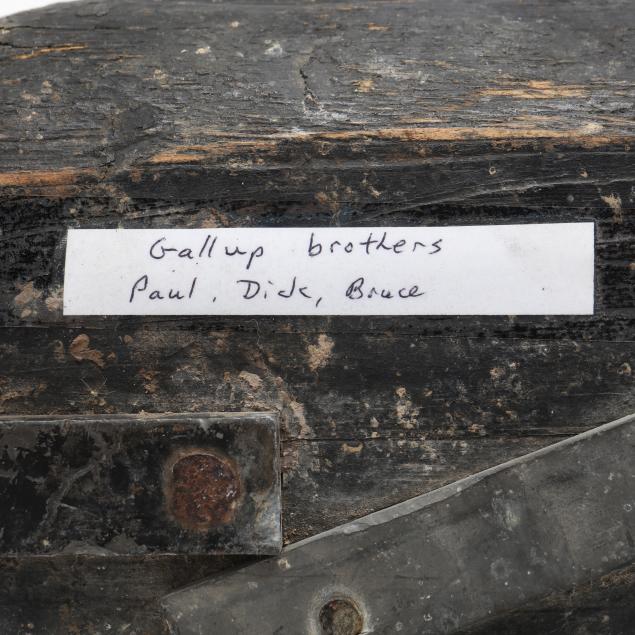 Gallup brothers
Paul, Dick, Bruce